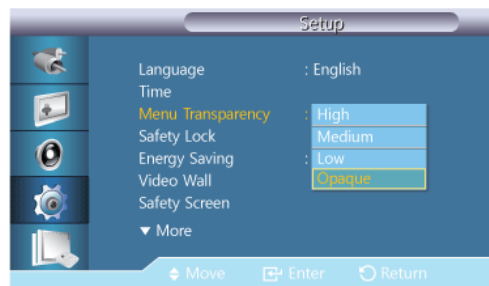 Setup
Language : English
Time
Menu Transparency : High
Medium
Safety Lock
Energy Saving : Low
Opaque
Video Wall
Safety Screen
▼ More
Move Enter Return